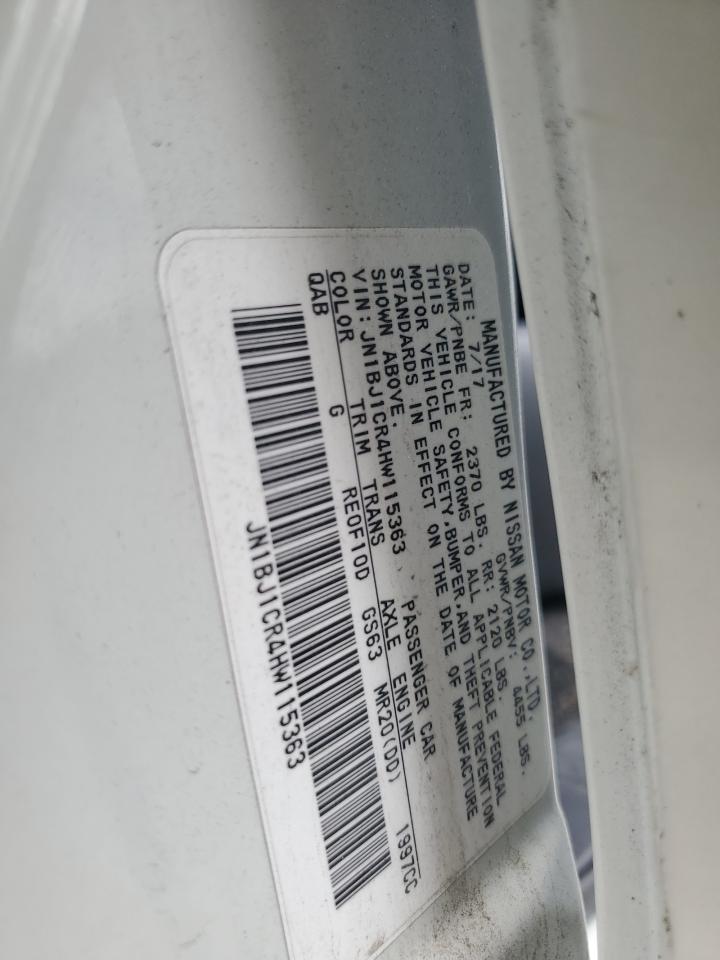 MANUFACTURED BY NISSAN MOTOR CO.,LTD.
DATE: 7/17 GVWR/PNBV: 4455 LBS.
GAWR/PNBE FR: 2370 LBS. RR: 2120 LBS.
THIS VEHICLE CONFORMS TO ALL APPLICABLE FEDERAL
MOTOR VEHICLE SAFETY,BUMPER,AND THEFT PREVENTION
STANDARDS IN EFFECT ON THE DATE OF MANUFACTURE
SHOWN ABOVE.
VIN: JN1BJ1CR4HW115363 PASSENGER CAR
COLOR TRIM TRANS AXLE ENGINE
QAB G RE0F10D GS63 MR20(DD) 1997CC
JN1BJ1CR4HW115363